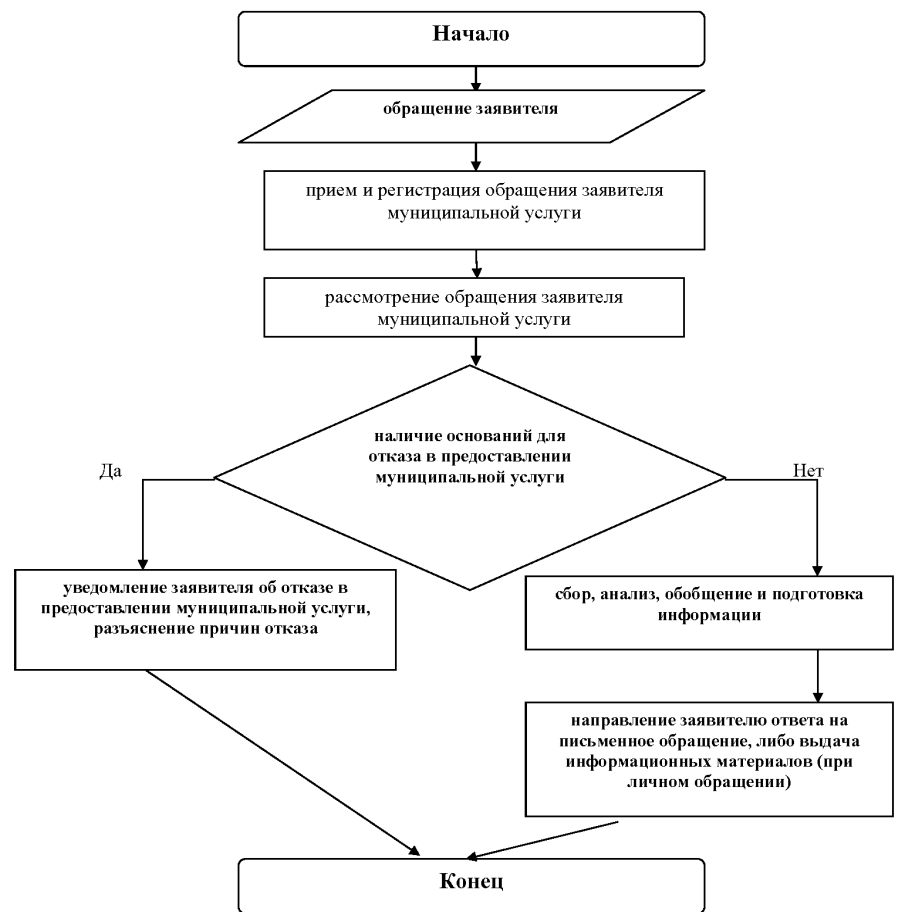 Начало
обращение заявителя
прием и регистрация обращения заявителя
муниципальной услуги
рассмотрение обращения заявителя
муниципальной услуги
наличие оснований для
отказа в предоставлении
муниципальной услуги
Да
Нет
уведомление заявителя об отказе в
предоставлении муниципальной услуги,
разъяснение причин отказа
сбор, анализ, обобщение и подготовка
информации
направление заявителю ответа на
письменное обращение, либо выдача
информационных материалов (при
личном обращении)
Конец